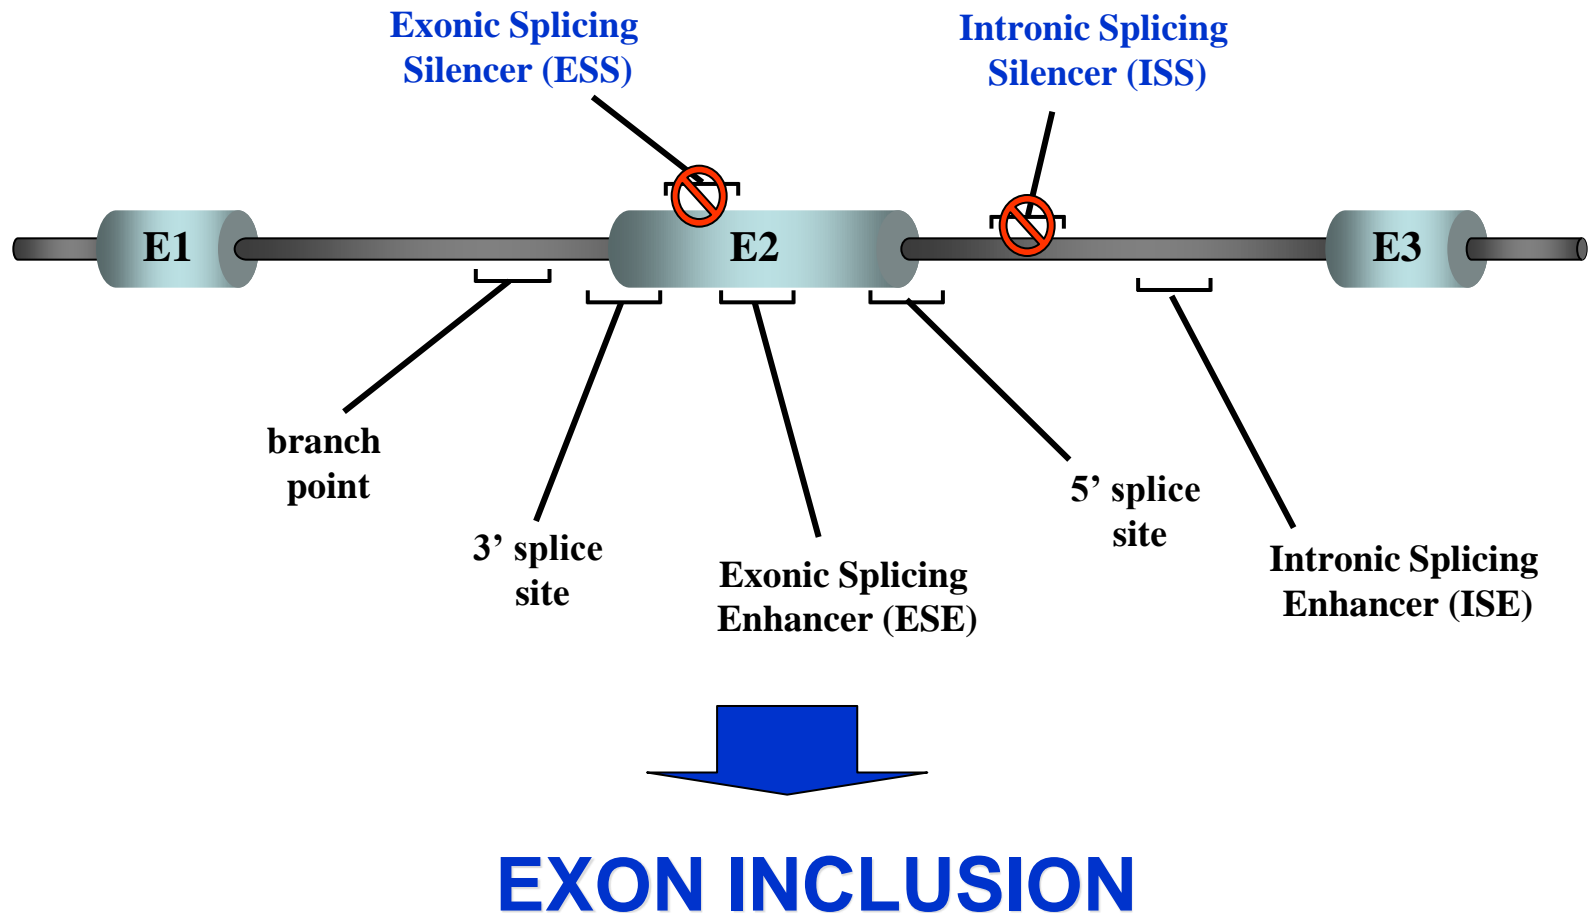 Exonic Splicing
Silencer (ESS)
Intronic Splicing
Silencer (ISS)
E1
E2
E3
branch
point
3’ splice
site
Exonic Splicing
Enhancer (ESE)
5’ splice
site
Intronic Splicing
Enhancer (ISE)
EXON INCLUSION